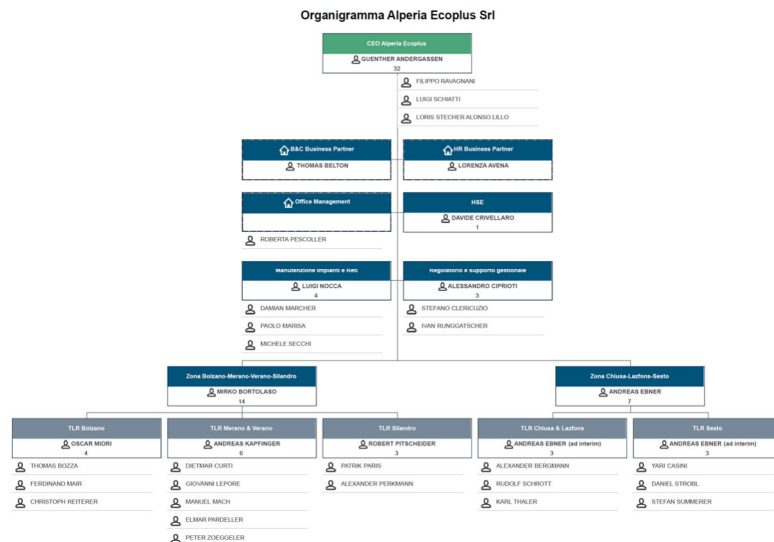 Organigramma Alperia Ecoplus Srl
CEO Alperia Ecoplus
GUENTHER ANDERGASSEN
32
FILIPPO RAVAGNANI
LUIGI SCHIATTI
LORIS STECHER ALONSO LILLO
B&C Business Partner
THOMAS BELTON
HR Business Partner
LORENZA AVENA
Office Management
ROBERTA PESCOLLER
HSE
DAVIDE CRIVELLARO
1
Manutenzione Impianti e Reti
LUIGI NOCCA
4
DAMIAN MARCHER
PAOLO MARISA
MICHELE SECCHI
Regolatorio e supporto gestionale
ALESSANDRO CIPRIOTI
3
STEFANO CLERICUZIO
IVAN RUNGGATSCHER
Zona Bolzano-Merano-Verano-Silandro
MIRKO BORTOLASO
14
Zona Chiusa-Lazfons-Sesto
ANDREAS EBNER
7
TLR Bolzano
OSCAR MIORI
4
THOMAS BOZZA
FERDINAND MAIR
CHRISTOPH REITERER
TLR Merano & Verano
ANDREAS KAPFINGER
6
DIETMAR CURTI
GIOVANNI LEPORE
MANUEL MACH
ELMAR PARDELLER
PETER ZOEGGELER
TLR Silandro
ROBERT PITSCHEIDER
3
PATRIK PARIS
ALEXANDER PERKMANN
TLR Chiusa & Lazfons
ANDREAS EBNER (ad interim)
3
ALEXANDER BERGMANN
RUDOLF SCHROTT
KARL THALER
TLR Sesto
ANDREAS EBNER (ad interim)
3
YARI CASINI
DANIEL STROBL
STEFAN SUMMERER